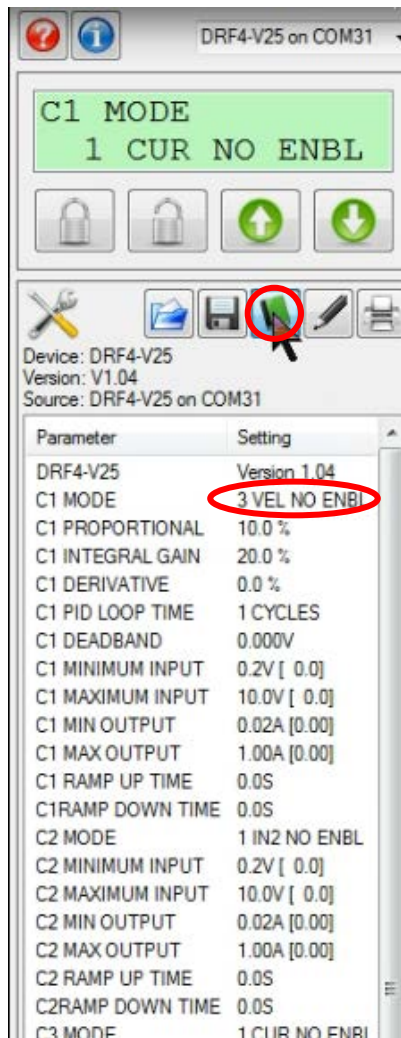 DRF4-V25 on COM31
C1 MODE
1 CUR NO ENBL
Device: DRF4-V25
Version: V1.04
Source: DRF4-V25 on COM31
Parameter Setting
DRF4-V25 Version 1.04
C1 MODE 3 VEL NO ENBL
C1 PROPORTIONAL 10.0 %
C1 INTEGRAL GAIN 20.0 %
C1 DERIVATIVE 0.0 %
C1 PID LOOP TIME 1 CYCLES
C1 DEADBAND 0.000V
C1 MINIMUM INPUT 0.2V [ 0.0]
C1 MAXIMUM INPUT 10.0V [ 0.0]
C1 MIN OUTPUT 0.02A [0.00]
C1 MAX OUTPUT 1.00A [0.00]
C1 RAMP UP TIME 0.0S
C1RAMP DOWN TIME 0.0S
C2 MODE 1 IN2 NO ENBL
C2 MINIMUM INPUT 0.2V [ 0.0]
C2 MAXIMUM INPUT 10.0V [ 0.0]
C2 MIN OUTPUT 0.02A [0.00]
C2 MAX OUTPUT 1.00A [0.00]
C2 RAMP UP TIME 0.0S
C2RAMP DOWN TIME 0.0S
C3 MODE 1 CUR NO ENBL